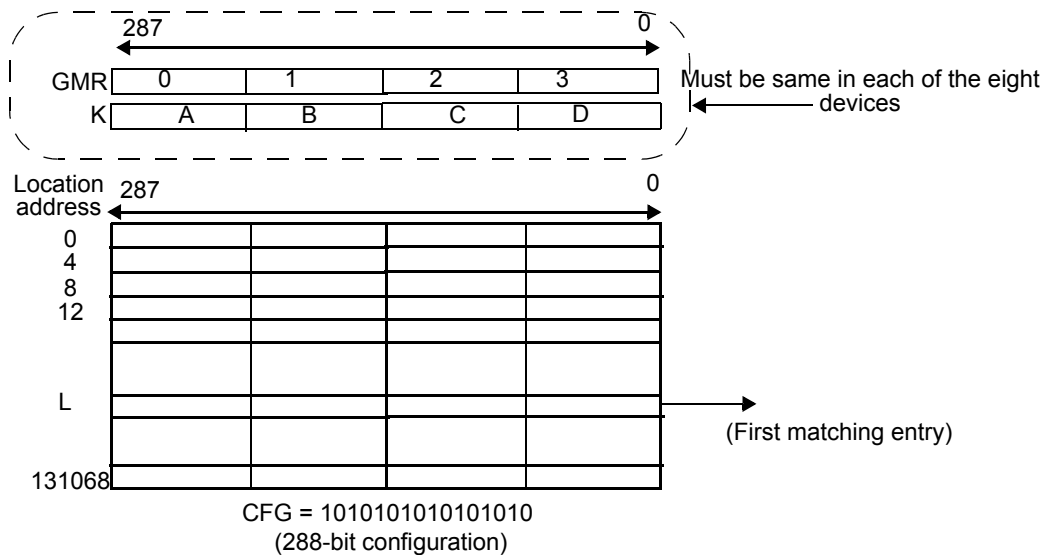 287 0
GMR 0 1 2 3
K A B C D
Must be same in each of the eight
devices
Location
address
287 0
0
4
8
12
L
(First matching entry)
131068
CFG = 1010101010101010
(288-bit configuration)